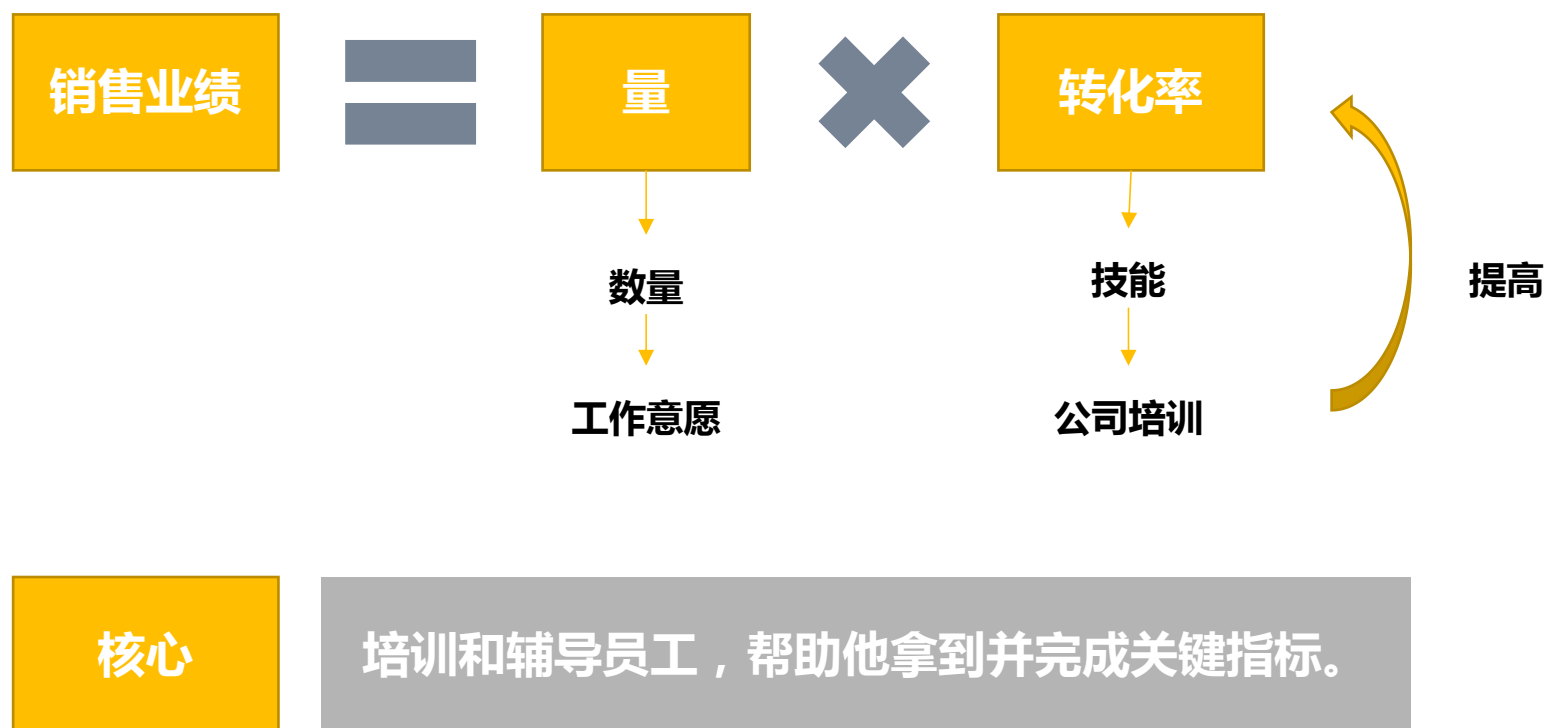 销售业绩
量
转化率
数量
技能
提高
工作意愿
公司培训
核心
培训和辅导员工，帮助他拿到并完成关键指标。